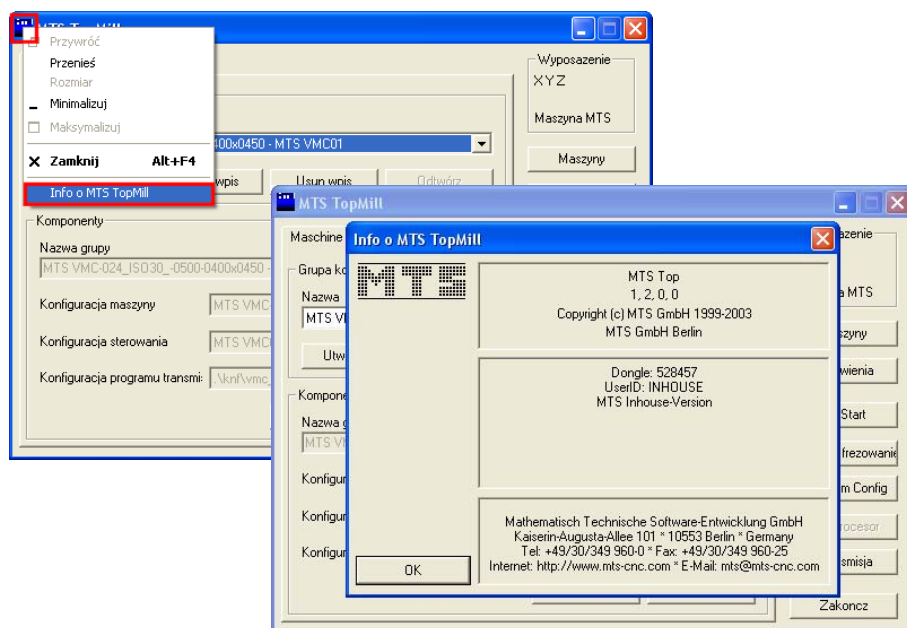 MTS TopMill
Przywróć
Przenieś
Rozmiar
Minimalizuj
Maksymalizuj
Zamknij Alt+F4
Info o MTS TopMill
Wyposazenie
XYZ
Maszyna MTS
400x0450 - MTS VMC01
Maszyny
wpis
Usun wpis
Odtwórz
Komponenty
Nazwa grupy
MTS VMC-024_ISO30_-0500-0400x0450 -
Konfiguracja maszyny
MTS VMC-
Konfiguracja sterowania
MTS VMC
Konfiguracja programu transmi:
.\knf\vmc_
MTS TopMill
Maschine
Grupa ko
Nazwa
MTS VM
Utw
Kompone
Nazwa g
MTS VM
Konfigur
Konfigur
Konfigur
azenie
a MTS
szyny
wienia
Start
frezowanie
m Config
rocesor
smisja
Zakoncz
Info o MTS TopMill
MTS
MTS Top
1, 2, 0, 0
Copyright (c) MTS GmbH 1999-2003
MTS GmbH Berlin
Dongle: 528457
UserID: INHOUSE
MTS Inhouse-Version
Mathematisch Technische Software-Entwicklung GmbH
Kaiserin-Augusta-Allee 101 * 10553 Berlin * Germany
Tel: +49/30/349 960-0 * Fax: +49/30/349 960-25
Internet: http://www.mts-cnc.com * E-Mail: mts@mts-cnc.com
OK